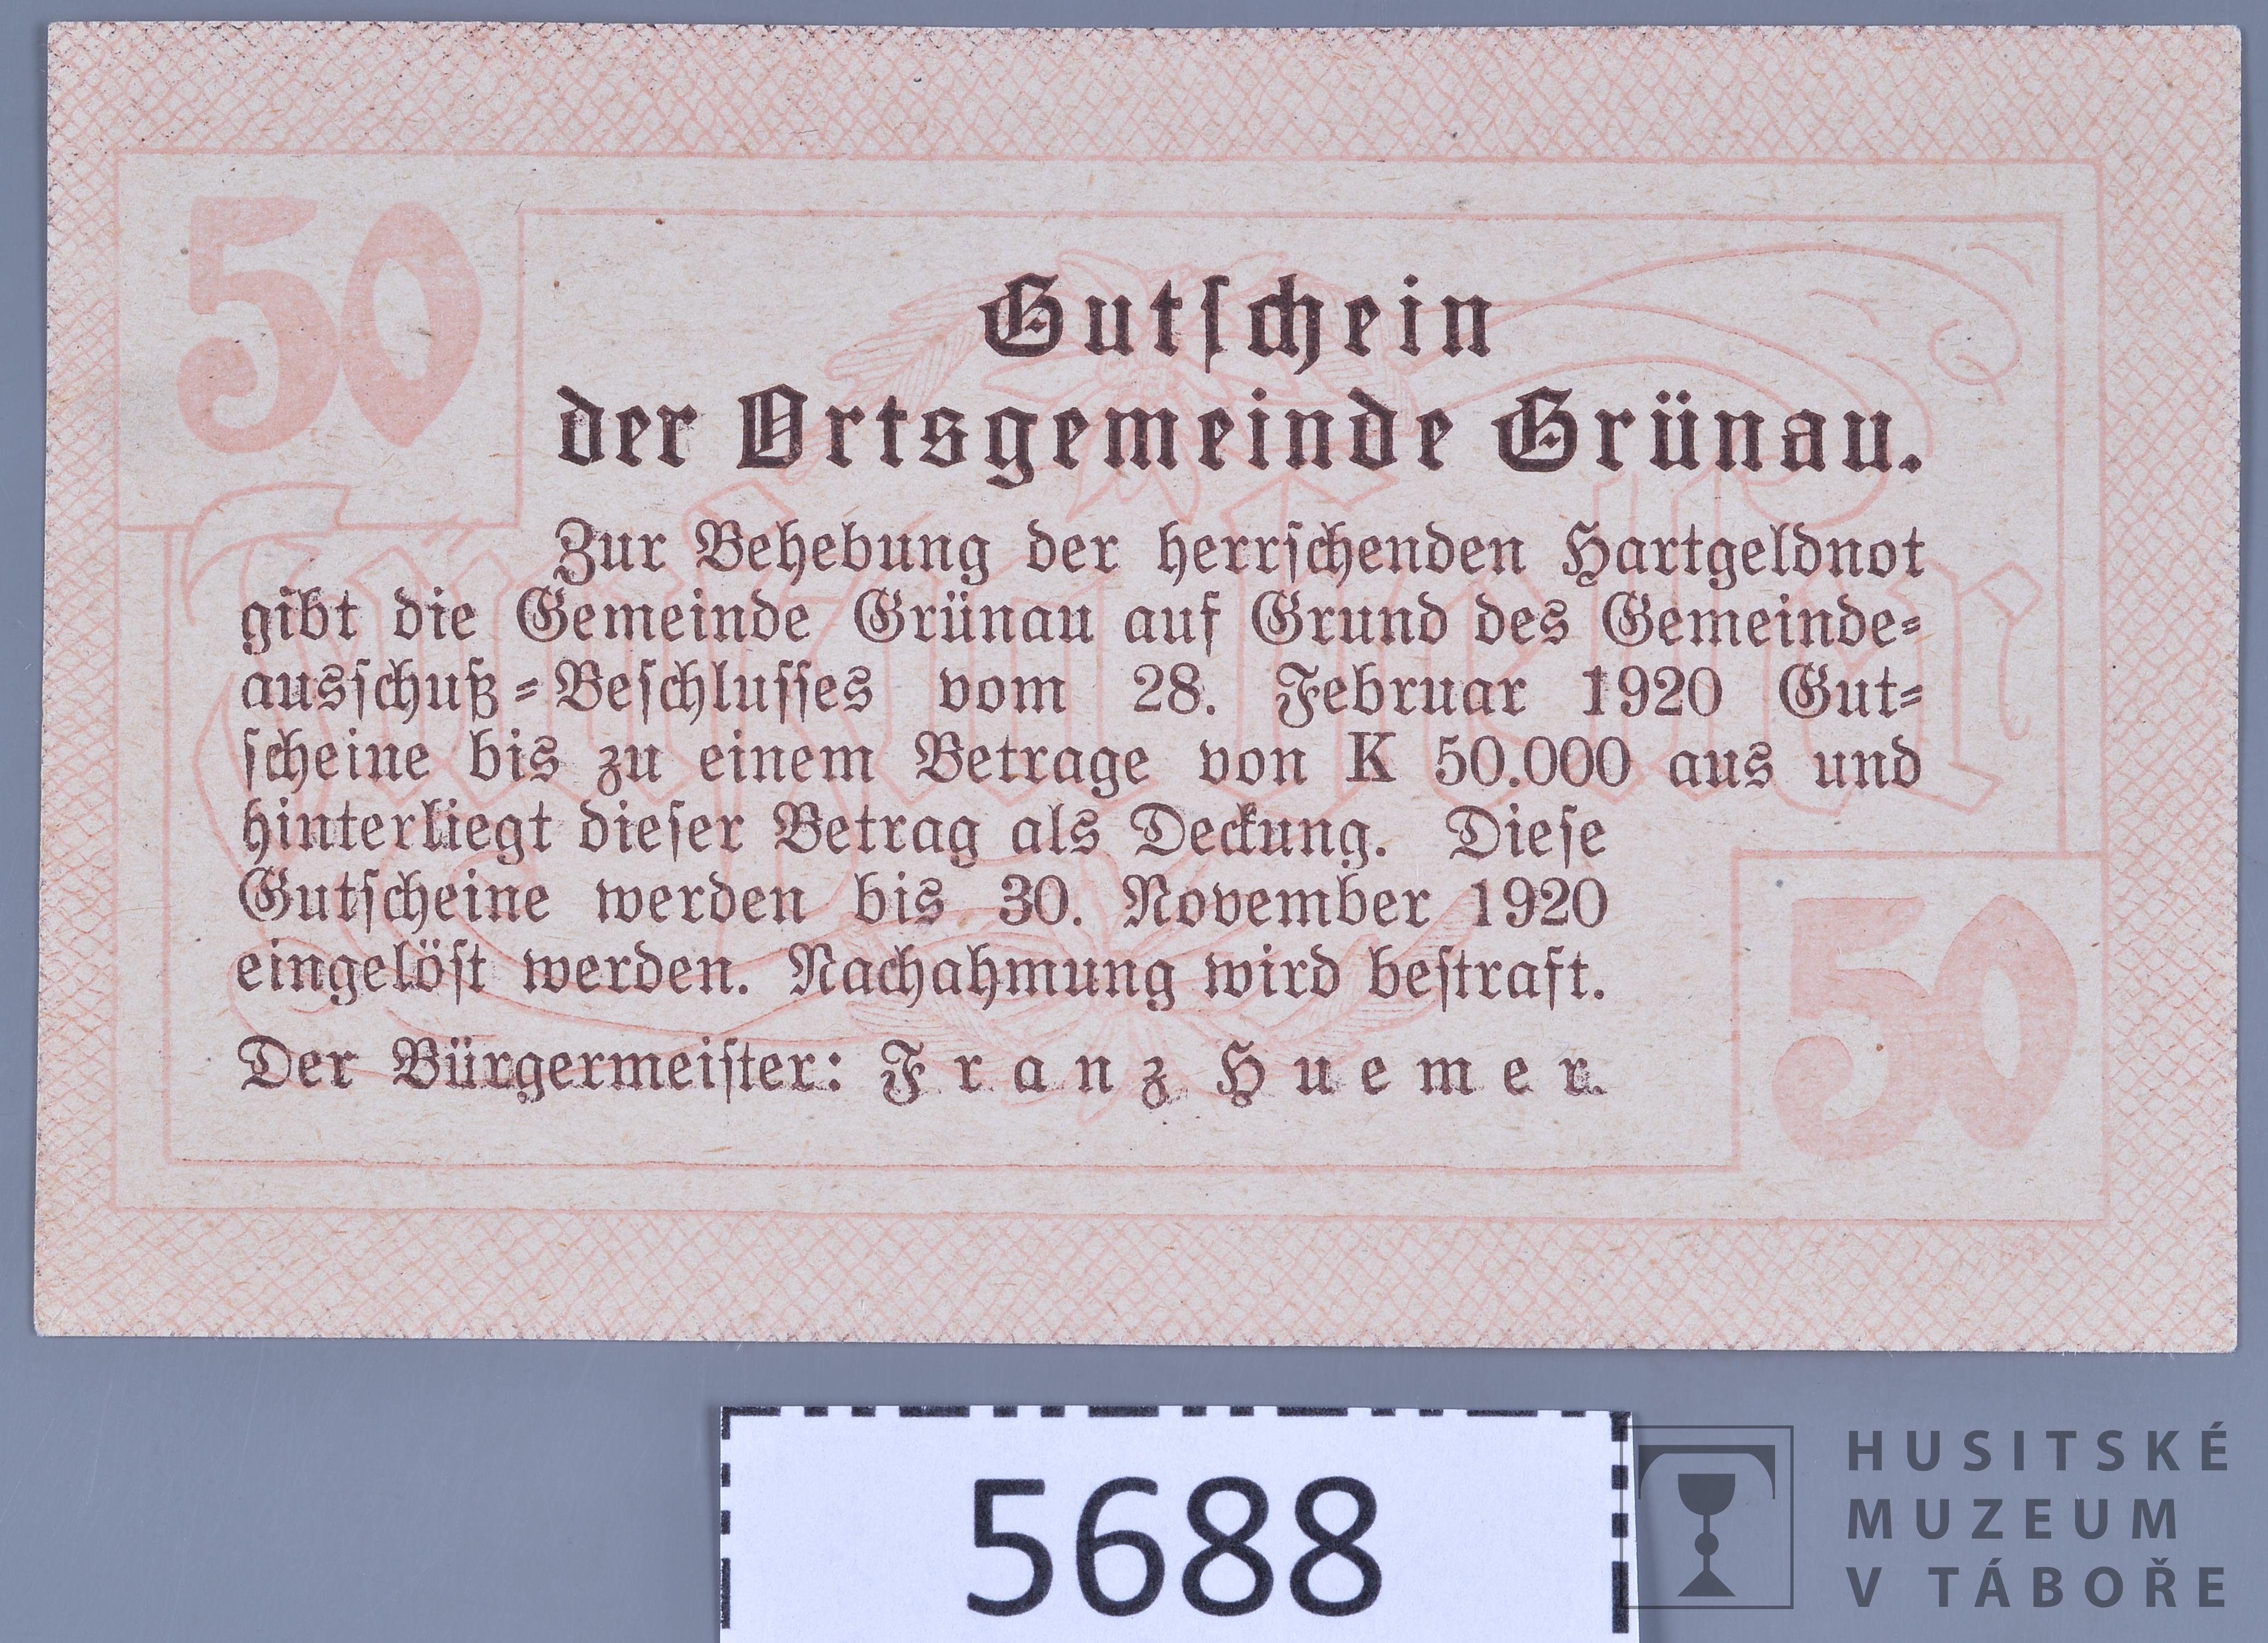 50
Gutſchein
der Ortsgemeinde Grünau.
Zur Behebung der herrſchenden Hartgeldnot
gibt die Gemeinde Grünau auf Grund des Gemeinde=
ausſchuß=Beſchluſſes vom 28. Februar 1920 Gut=
ſcheine bis zu einem Betrage von K 50.000 aus und
hinterliegt dieſer Betrag als Deckung. Dieſe
Gutſcheine werden bis 30. November 1920
eingelöſt werden. Nachahmung wird beſtraft.
Der Bürgermeiſter: Franz Huemer.
50
5688
HUSITSKÉ
MUZEUM
V TÁBOŘE